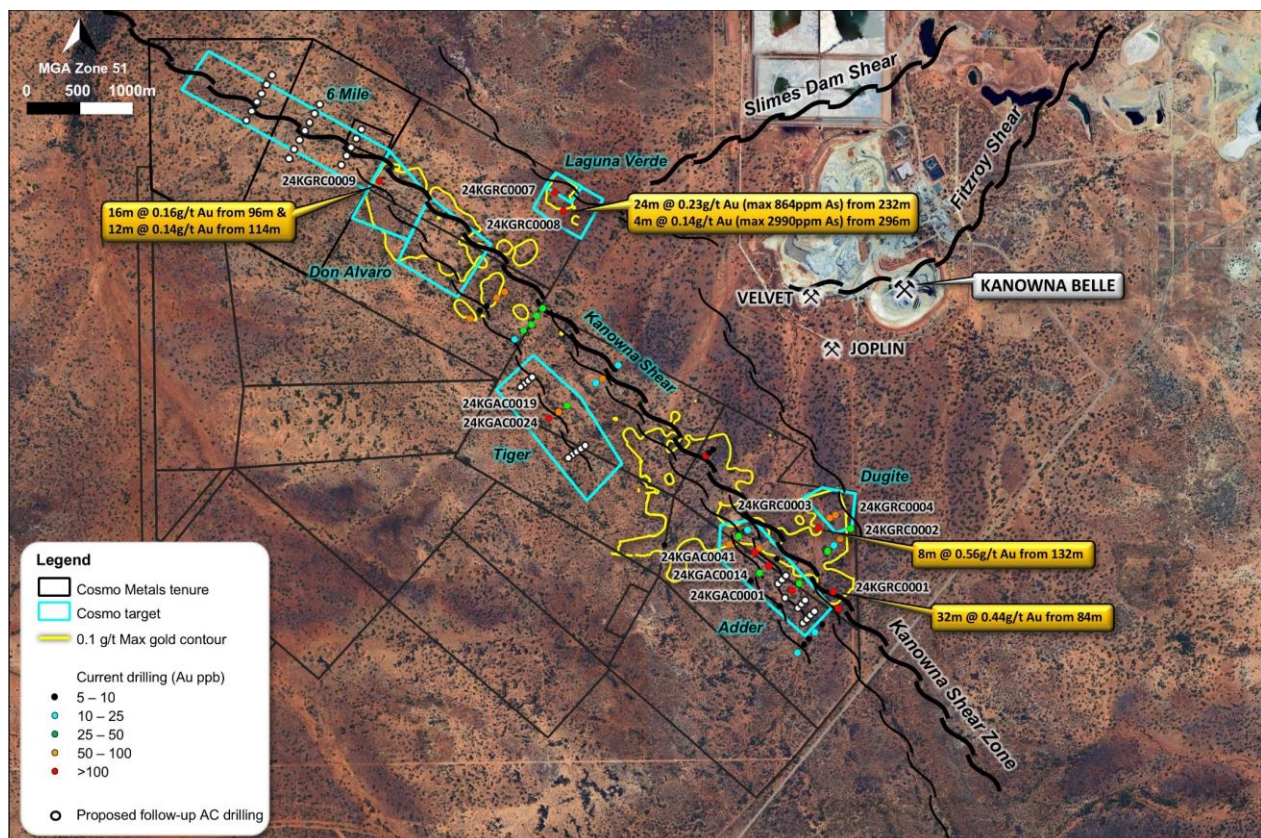 MGA Zone 51
0 500 1000m
6 Mile
Slimes Dam Shear
Fitzroy Shear
Laguna Verde
24KGRC0009
24KGRC0007
24KGRC0008
16m @ 0.16g/t Au from 96m &
12m @ 0.14g/t Au from 114m
24m @ 0.23g/t Au (max 864ppm As) from 232m
4m @ 0.14g/t Au (max 2990ppm As) from 296m
Don Alvaro
VELVET
KANOWNA BELLE
JOPLIN
Kanowna Shear
24KGAC0019
24KGAC0024
Tiger
Dugite
24KGRC0003
24KGRC0004
24KGRC0002
8m @ 0.56g/t Au from 132m
24KGAC0041
24KGAC0014
24KGAC0001
24KGRC0001
32m @ 0.44g/t Au from 84m
Adder
Kanowna Shear Zone
Legend
Cosmo Metals tenure
Cosmo target
0.1 g/t Max gold contour
Current drilling (Au ppb)
5 – 10
10 – 25
25 – 50
50 – 100
>100
Proposed follow-up AC drilling